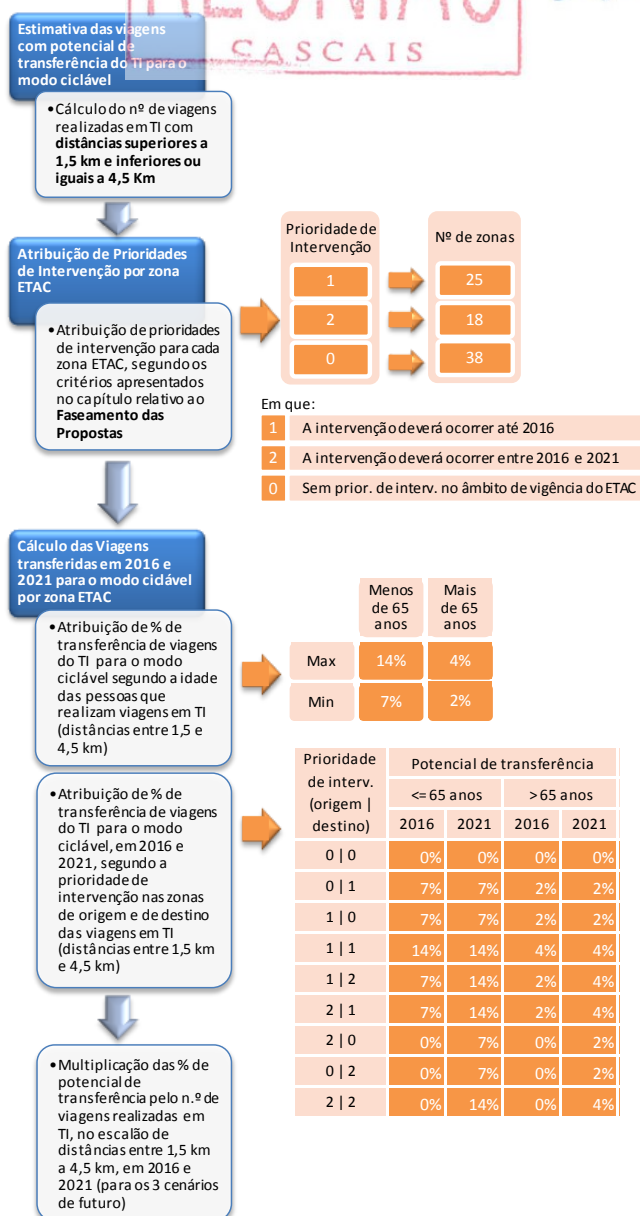 CASCAIS
Estimativa das viagens
com potencial de
transferência do TI para o
modo ciclável
•Cálculo do nº de viagens
realizadas em TI com
distâncias superiores a
1,5 km e inferiores ou
iguais a 4,5 Km
Atribuição de Prioridades
de Intervenção por zona
ETAC
•Atribuição de prioridades
de intervenção para cada
zona ETAC, segundo os
critérios apresentados
no capítulo relativo ao
Faseamento das
Propostas
Prioridade de
Intervenção
Nº de zonas
1 25
2 18
0 38
Em que:
1 A intervenção deverá ocorrer até 2016
2 A intervenção deverá ocorrer entre 2016 e 2021
0 Sem prior. de interv. no âmbito de vigência do ETAC
Cálculo das Viagens
transferidas em 2016 e
2021 para o modo ciclável
por zona ETAC
•Atribuição de % de
transferência de viagens
do TI para o modo
ciclável segundo a idade
das pessoas que
realizam viagens em TI
(distâncias entre 1,5 e
4,5 km)
Menos
de 65
anos
Mais
de 65
anos
Max 14% 4%
Min 7% 2%
•Atribuição de % de
transferência de viagens
do TI para o modo
ciclável, em 2016 e
2021, segundo a
prioridade de
intervenção nas zonas
de origem e de destino
das viagens em TI
(distâncias entre 1,5 km
e 4,5 km)
Prioridade
de interv.
(origem |
destino)
Potencial de transferência
<= 65 anos > 65 anos
2016 2021 2016 2021
0 | 0 0% 0% 0% 0%
0 | 1 7% 7% 2% 2%
1 | 0 7% 7% 2% 2%
1 | 1 14% 14% 4% 4%
1 | 2 7% 14% 2% 4%
2 | 1 7% 14% 2% 4%
2 | 0 0% 7% 0% 2%
0 | 2 0% 7% 0% 2%
2 | 2 0% 14% 0% 4%
•Multiplicação das % de
potencial de
transferência pelo n.º de
viagens realizadas em
TI, no escalão de
distâncias entre 1,5 km
a 4,5 km, em 2016 e
2021 (para os 3 cenários
de futuro)